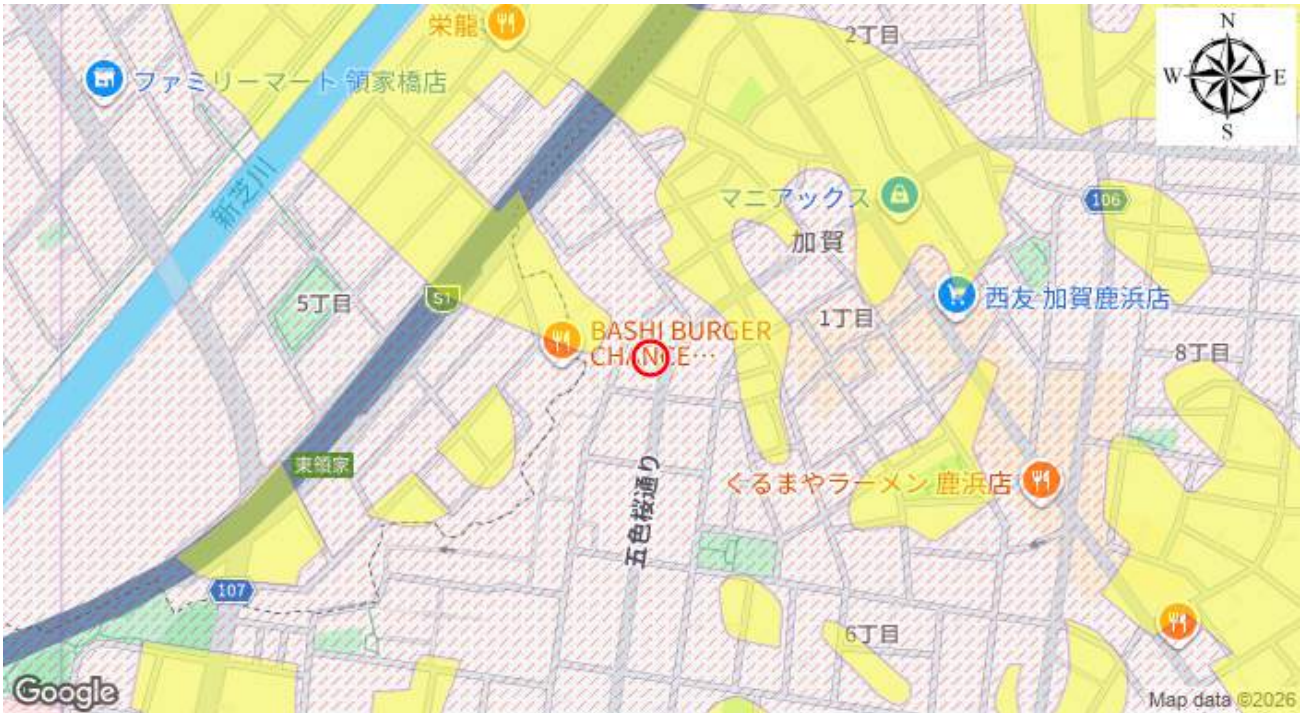 栄龍
2丁目
N
W
E
S
ファミリーマート 領家橋店
新芝川
マニアックス
106
加賀
5丁目
S1
西友 加賀鹿浜店
1丁目
BASHI BURGER
CHANCE…
8丁目
東領家
五色桜通り
くるまやラーメン 鹿浜店
107
6丁目
Google
Map data ©2026